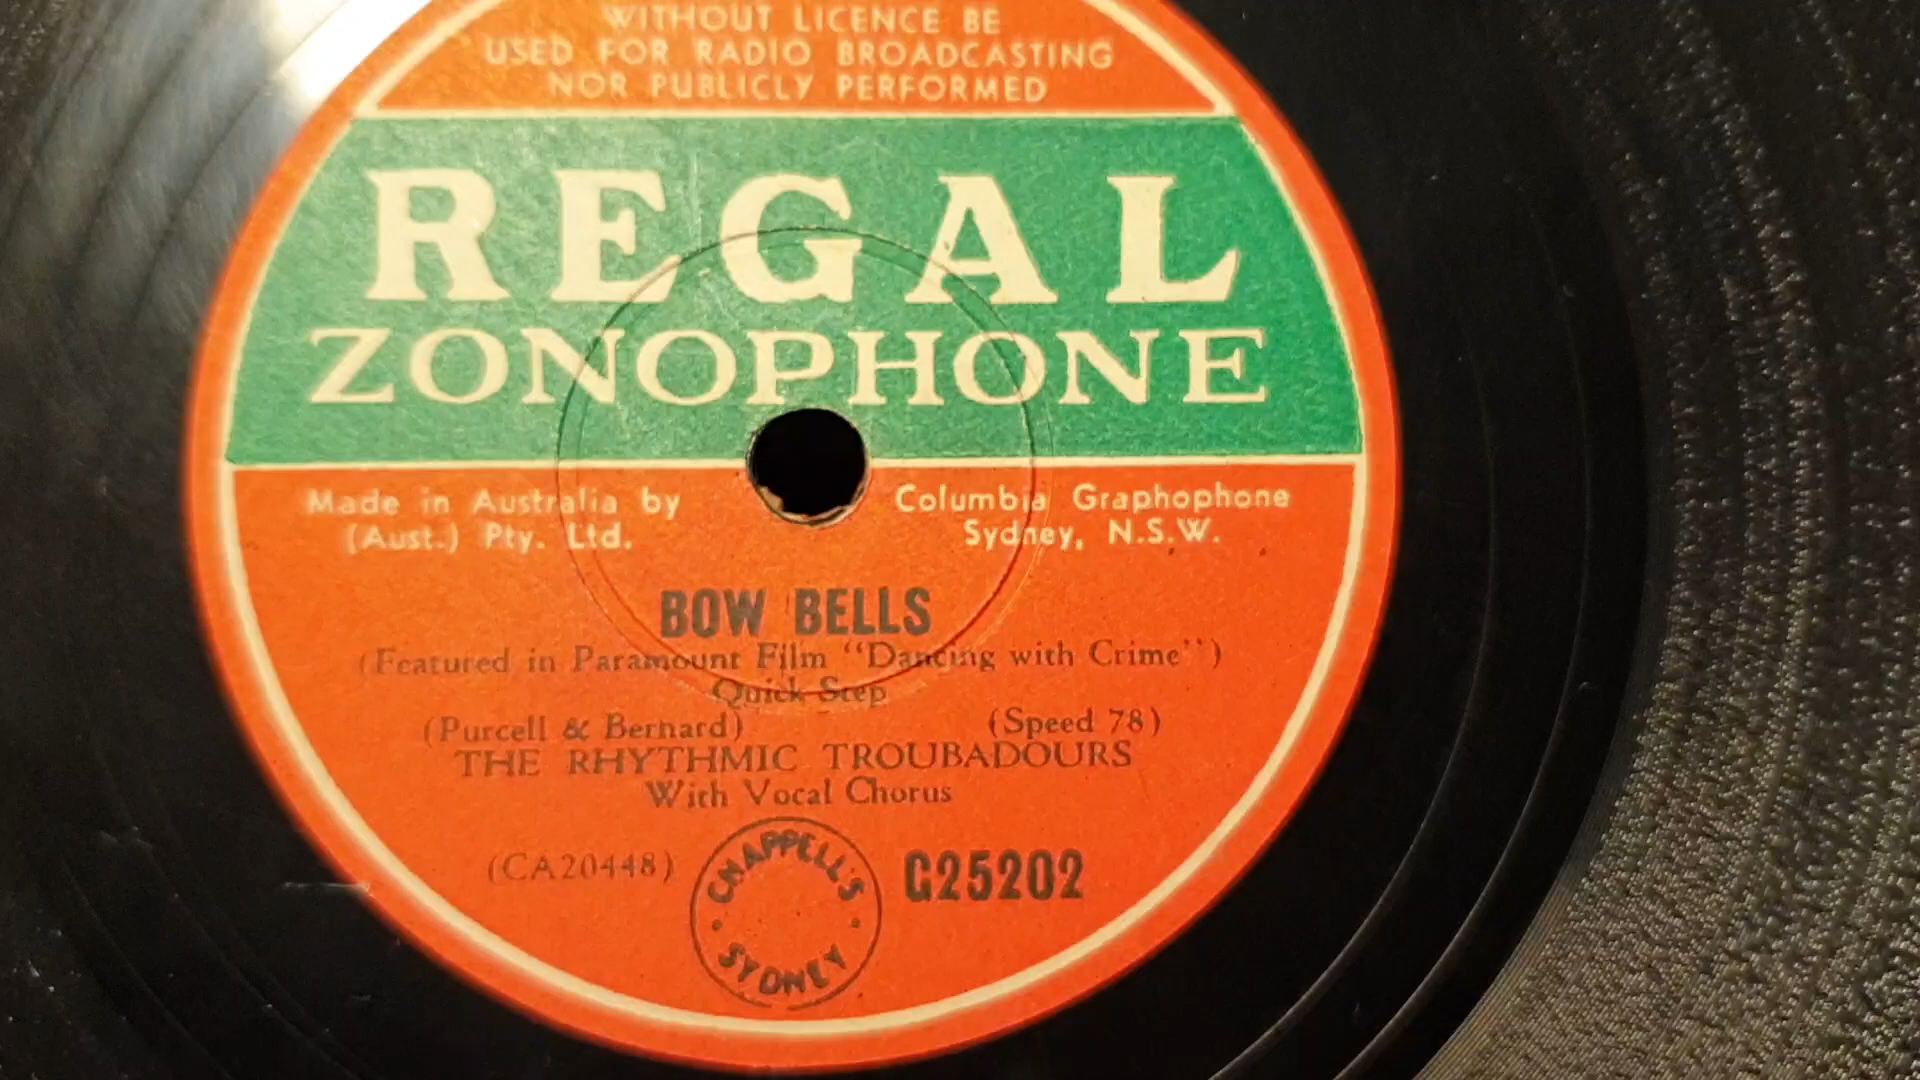 WITHOUT LICENCE BE
USED FOR RADIO BROADCASTING
NOR PUBLICLY PERFORMED
REGAL
ZONOPHONE
Made in Australia by Columbia Graphophone
(Aust.) Pty. Ltd. Sydney, N.S.W.
BOW BELLS
(Featured in Paramount Film "Dancing with Crime")
Quick Step
(Purcell & Bernard) (Speed 78)
THE RHYTHMIC TROUBADOURS
With Vocal Chorus
(CA20448) G25202
CHAPPELL'S
SYDNEY